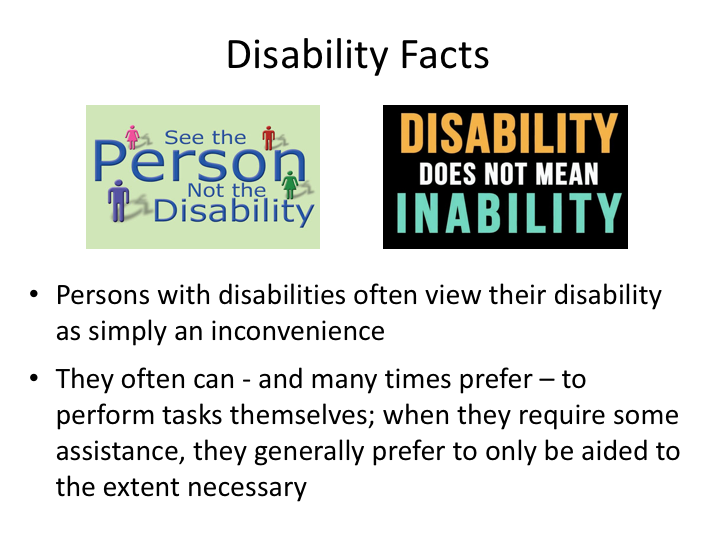 Disability Facts
See the
Person
Not the
Disability
DISABILITY
DOES NOT MEAN
INABILITY
• Persons with disabilities often view their disability
as simply an inconvenience
• They often can - and many times prefer – to
perform tasks themselves; when they require some
assistance, they generally prefer to only be aided to
the extent necessary